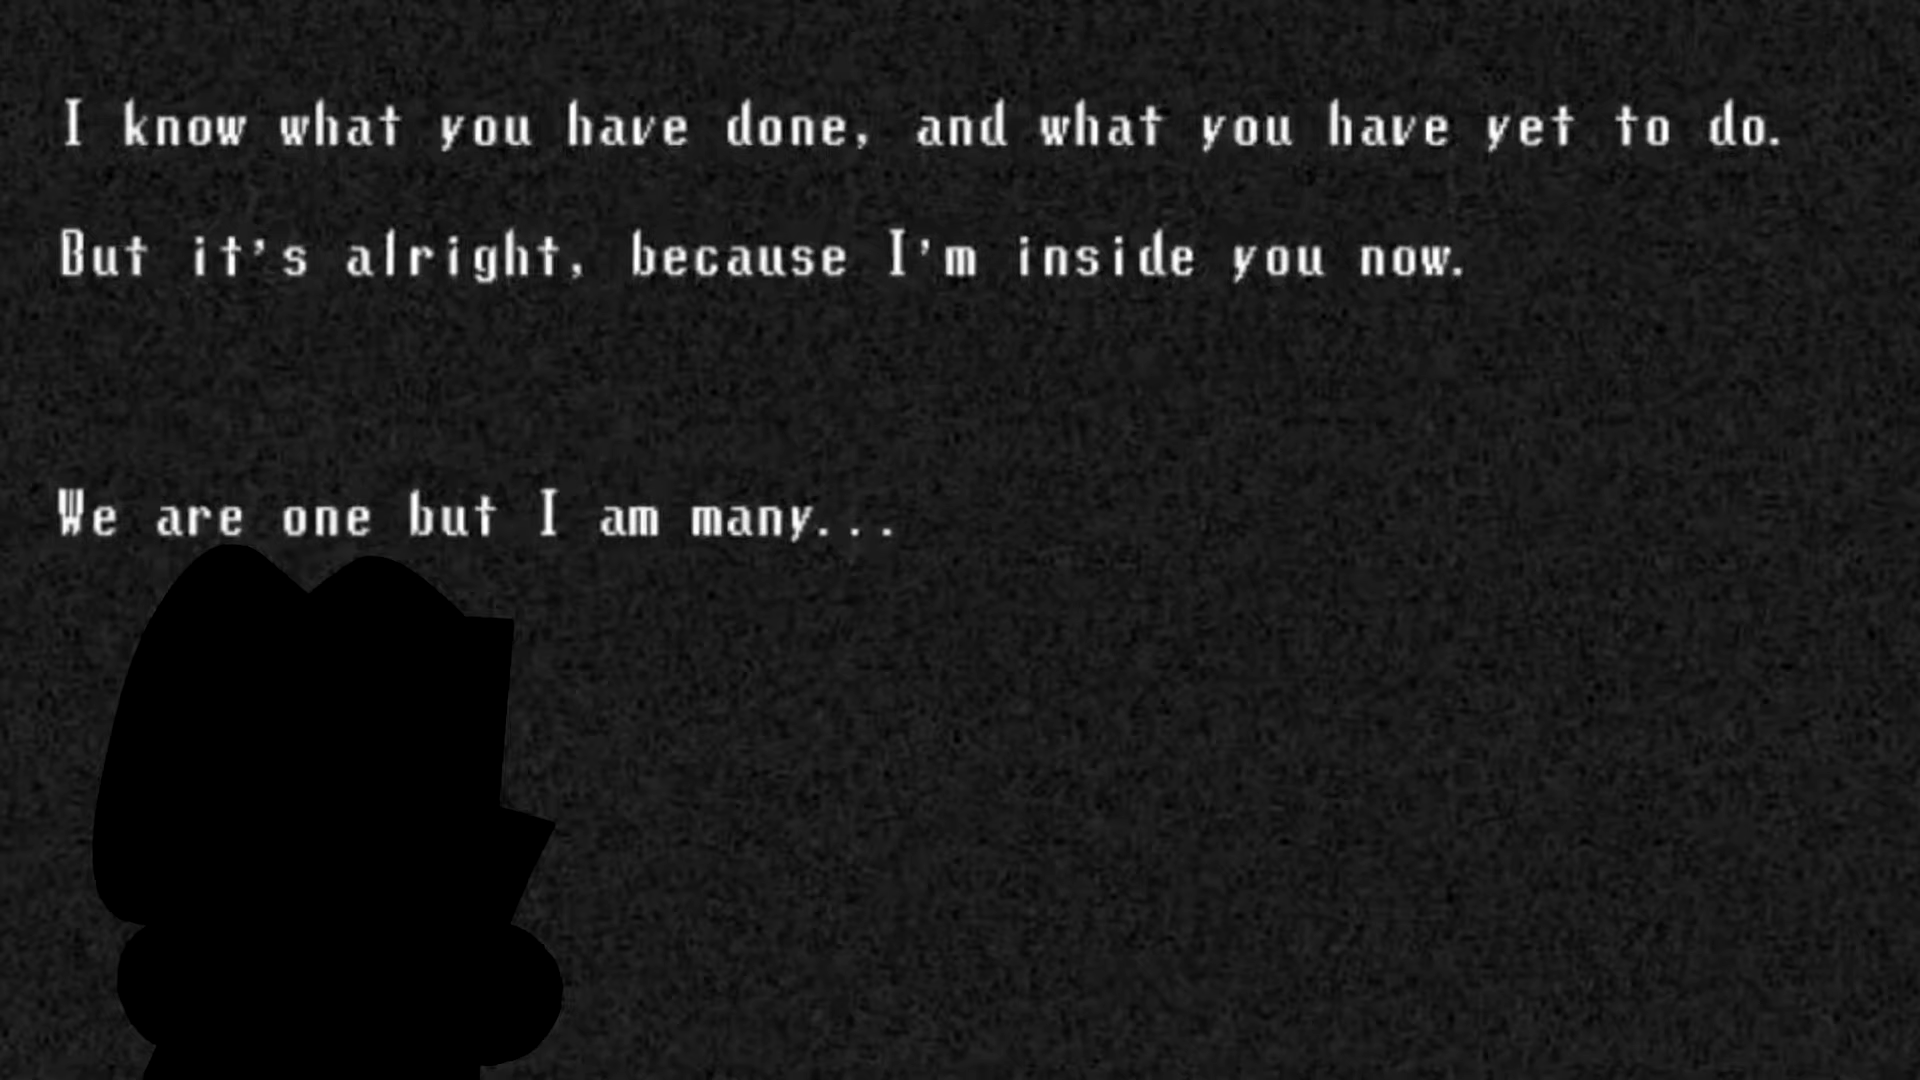 I know what you have done, and what you have yet to do.
But it's alright, because I'm inside you now.
We are one but I am many...